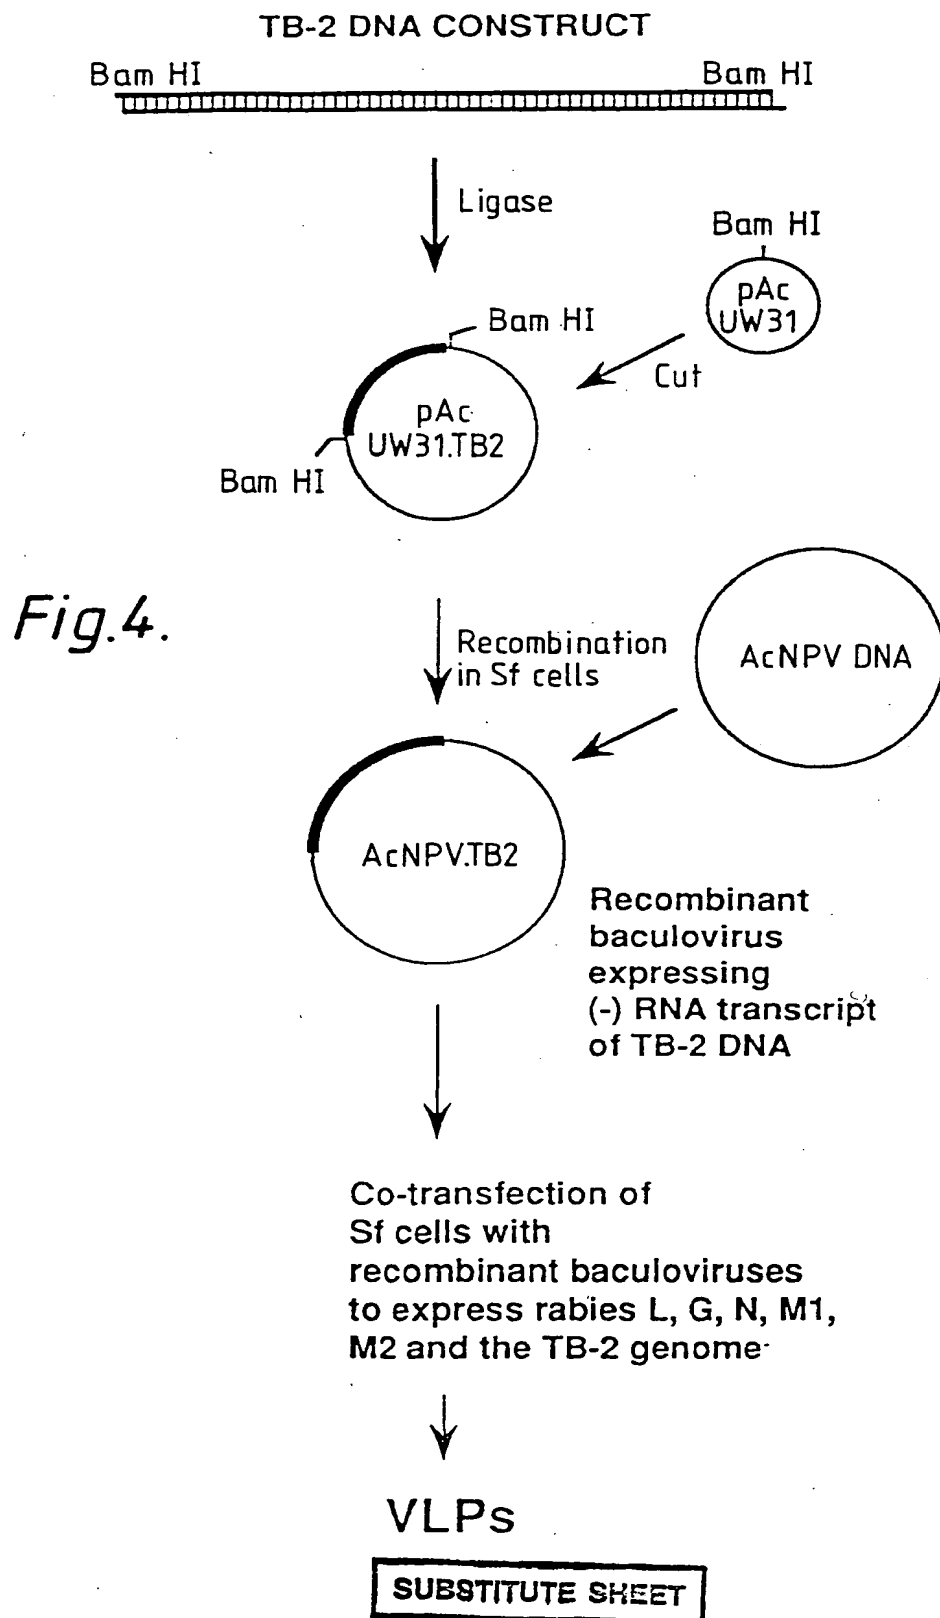 TB-2 DNA CONSTRUCT
Bam HI
Bam HI
Ligase
Bam HI
pAc
UW31
Cut
Bam HI
pAc
UW31.TB2
Bam HI
Fig.4.
Recombination
in Sf cells
AcNPV DNA
AcNPV.TB2
Recombinant
baculovirus
expressing
(-) RNA transcript
of TB-2 DNA
Co-transfection of
Sf cells with
recombinant baculoviruses
to express rabies L, G, N, M1,
M2 and the TB-2 genome
VLPs
SUBSTITUTE SHEET